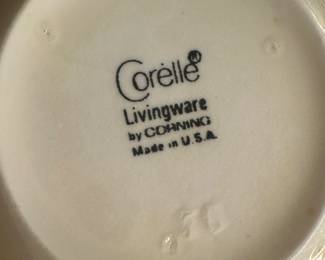 Corelle®
Livingware
by CORNING
Made in U.S.A.